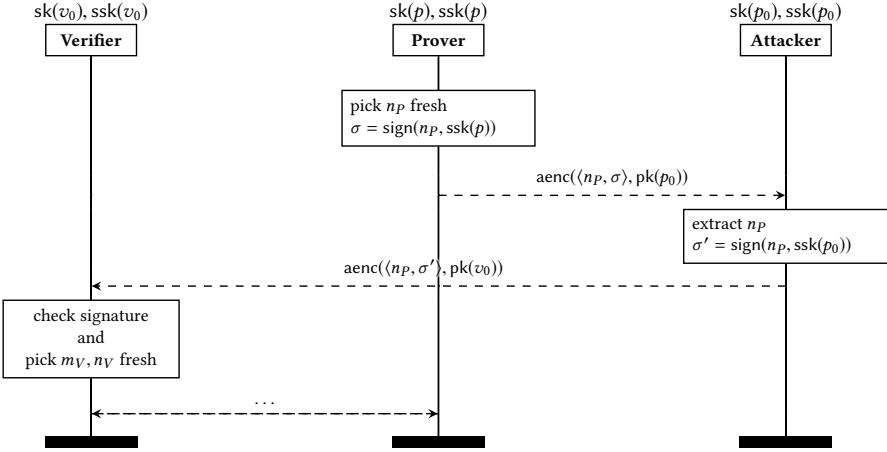 sk(v₀), ssk(v₀)
sk(p), ssk(p)
sk(p₀), ssk(p₀)
Verifier
Prover
Attacker
pick n_P fresh
σ = sign(n_P, ssk(p))
aenc(⟨n_P, σ⟩, pk(p₀))
extract n_P
σ′ = sign(n_P, ssk(p₀))
aenc(⟨n_P, σ′⟩, pk(v₀))
check signature
and
pick m_V, n_V fresh
...